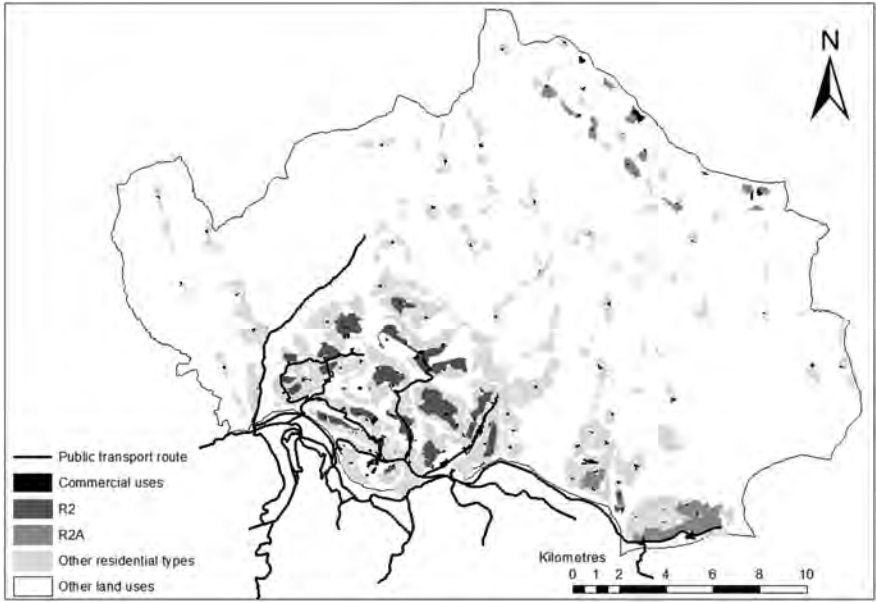 N
Public transport route
Commercial uses
R2
R2A
Other residential types
Other land uses
Kilometres
0 1 2 4 6 8 10